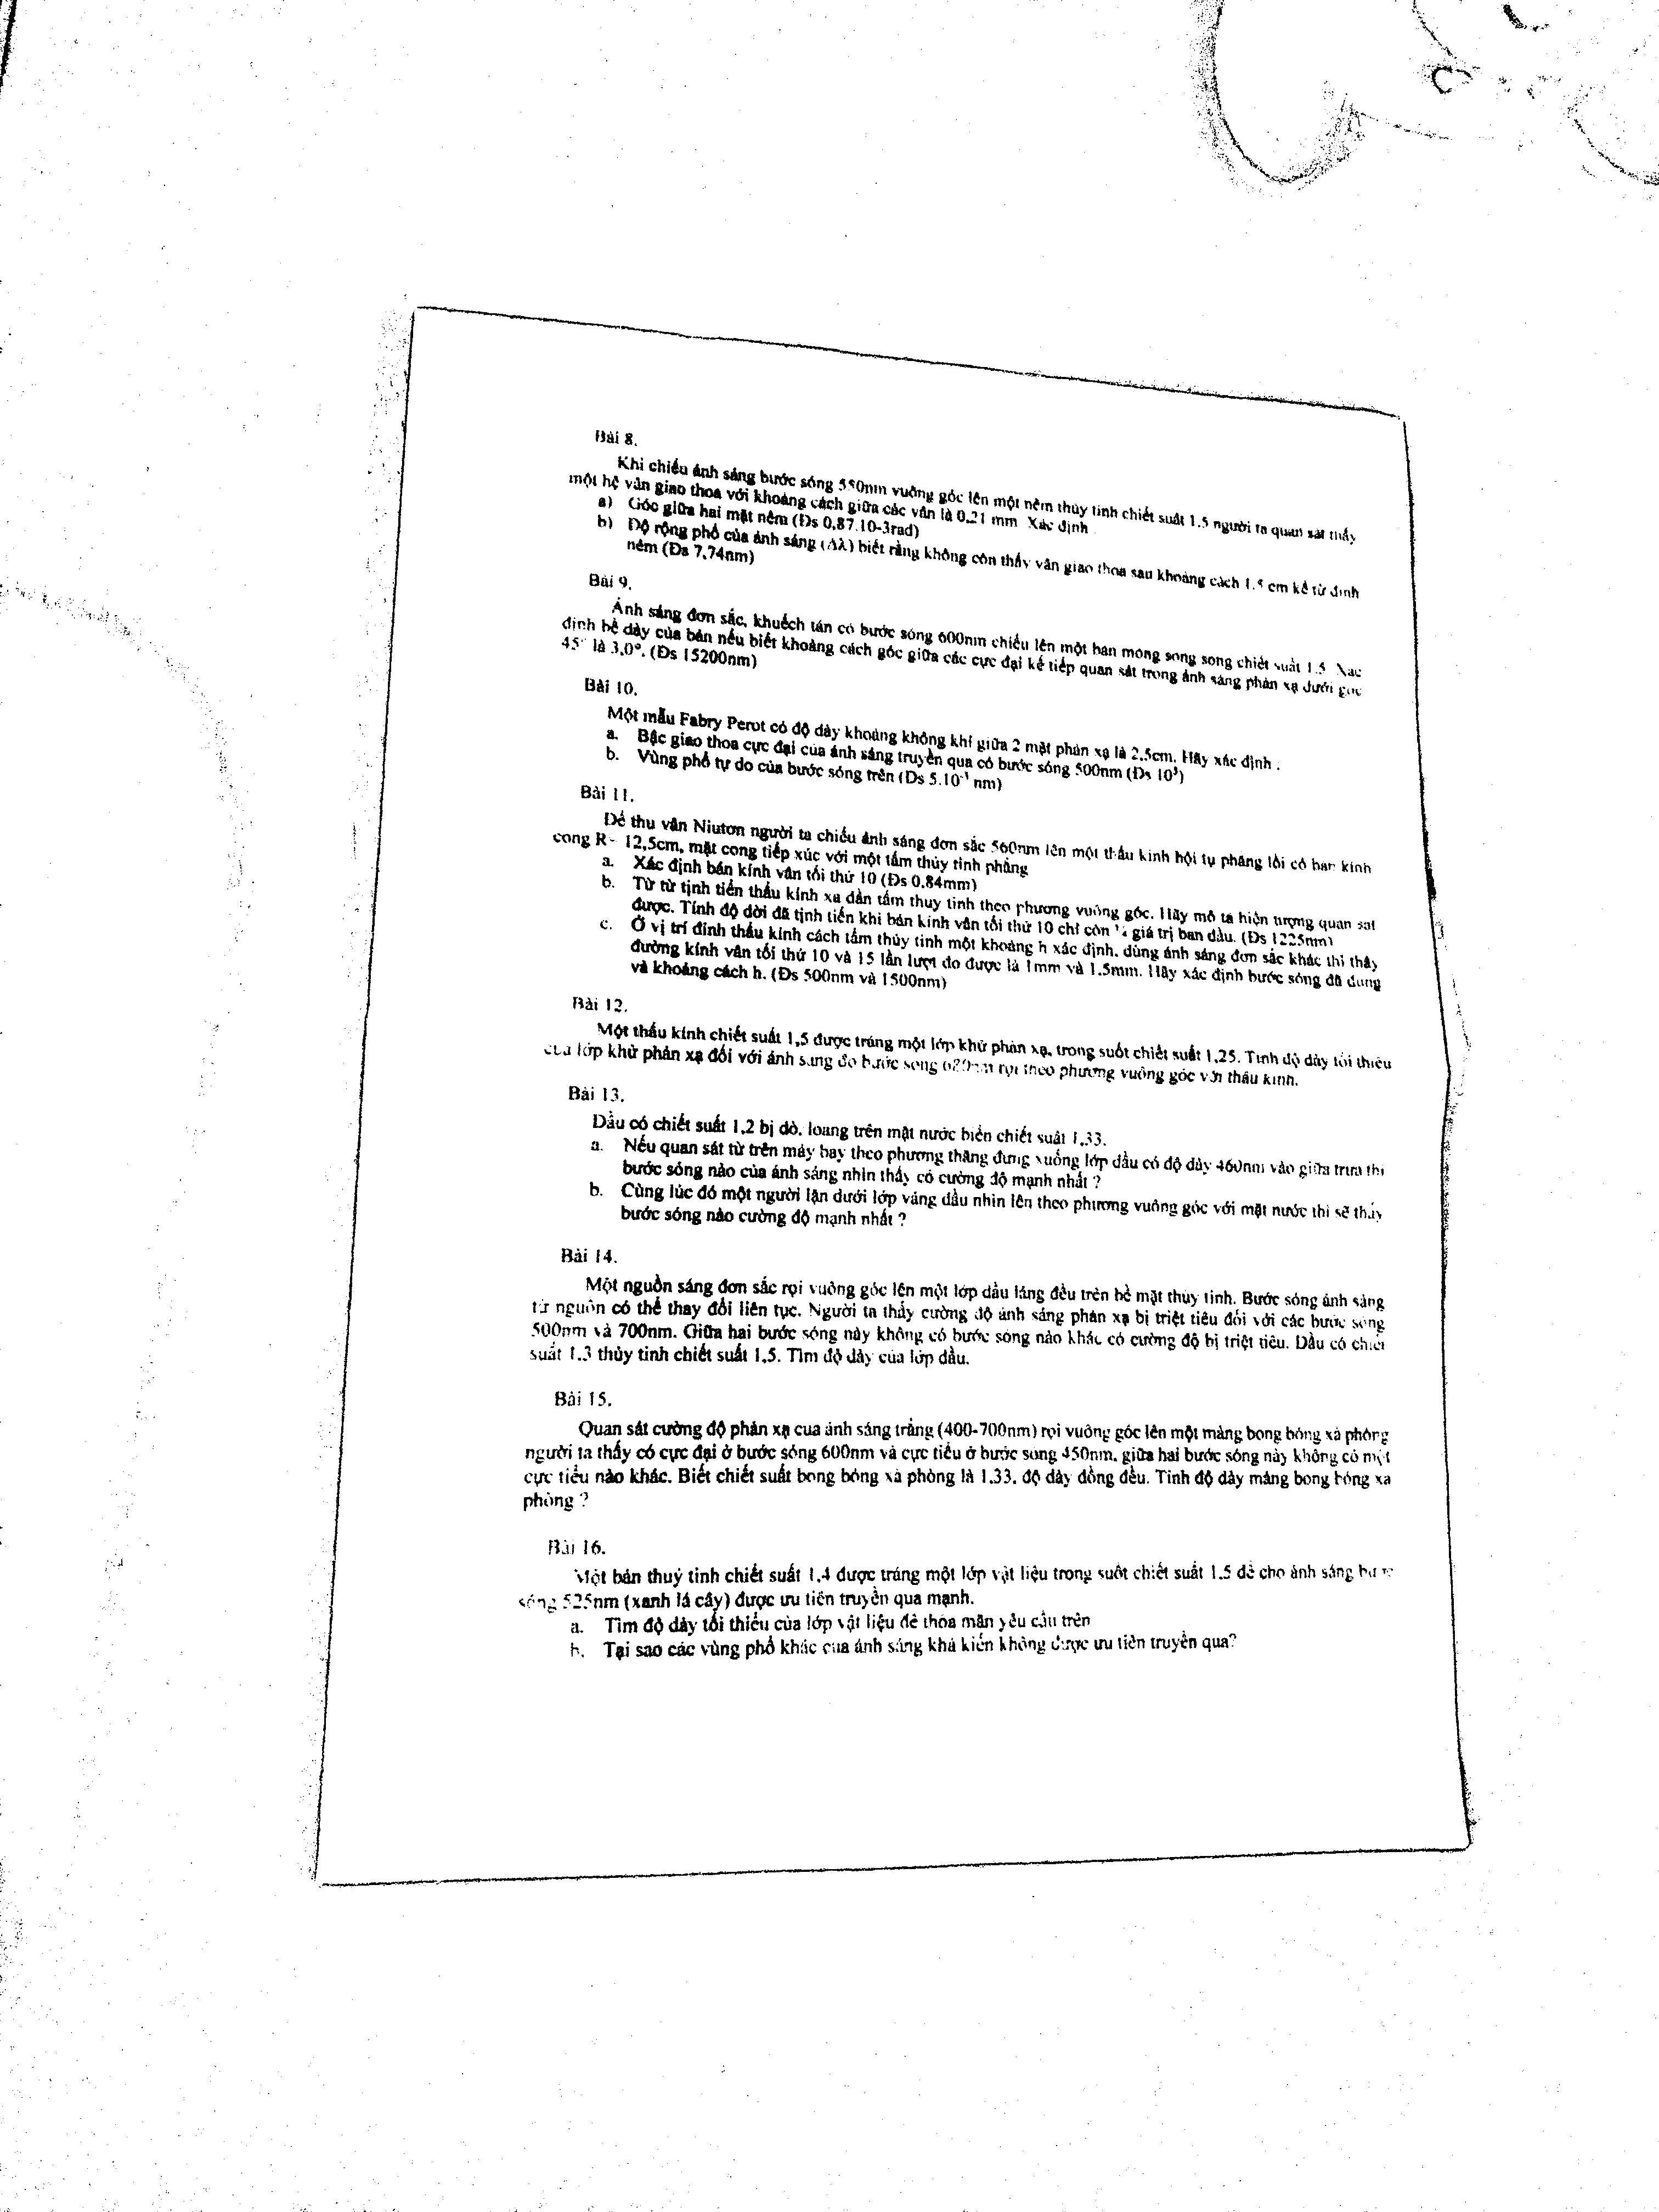 Bài 8.
Khi chiếu ánh sáng bước sóng 550nm vuông góc lên một nêm thủy tinh chiết suất 1.5 người ta quan sát thấy
một hệ vân giao thoa với khoảng cách giữa các vân là 0.21 mm Xác định
a) Góc giữa hai mặt nêm (Đs 0,87.10-3rad)
b) Độ rộng phổ của ánh sáng (Δλ) biết rằng không còn thấy vân giao thoa sau khoảng cách 1.5 cm kể từ đỉnh
nêm (Đs 7,74nm)
Bài 9.
Ánh sáng đơn sắc, khuếch tán có bước sóng 600nm chiếu lên một bản mỏng song song chiết suất 1.5 Xác
định bề dày của bản nếu biết khoảng cách góc giữa các cực đại kế tiếp quan sát trong ánh sáng phản xạ dưới góc
45° là 3,0°. (Đs 15200nm)
Bài 10.
Một mẫu Fabry Perot có độ dày khoảng không khí giữa 2 mặt phản xạ là 2.5cm. Hãy xác định :
a. Bậc giao thoa cực đại của ánh sáng truyền qua có bước sóng 500nm (Đs 10⁵)
b. Vùng phổ tự do của bước sóng trên (Đs 5.10⁻³ nm)
Bài 11.
Để thu vân Niutơn người ta chiếu ánh sáng đơn sắc 560nm lên một thấu kính hội tụ phẳng lồi có bán kính
cong R= 12,5cm, mặt cong tiếp xúc với một tấm thủy tinh phẳng
a. Xác định bán kính vân tối thứ 10 (Đs 0.84mm)
b. Từ từ tịnh tiến thấu kính xa dần tấm thủy tinh theo phương vuông góc. Hãy mô tả hiện tượng quan sát
được. Tính độ dời đã tịnh tiến khi bán kính vân tối thứ 10 chỉ còn ¾ giá trị ban đầu. (Đs 1225nm)
c. Ở vị trí đỉnh thấu kính cách tấm thủy tinh một khoảng h xác định, dùng ánh sáng đơn sắc khác thì thấy
đường kính vân tối thứ 10 và 15 lần lượt đo được là 1mm và 1.5mm. Hãy xác định bước sóng đã dùng
và khoảng cách h. (Đs 500nm và 1500nm)
Bài 12.
Một thấu kính chiết suất 1,5 được tráng một lớp khử phản xạ, trong suốt chiết suất 1.25. Tính độ dày tối thiểu
của lớp khử phản xạ đối với ánh sáng đỏ bước sóng rọi theo phương vuông góc với thấu kính.
Bài 13.
Dầu có chiết suất 1.2 bị dò, loang trên mặt nước biển chiết suất 1.33.
a. Nếu quan sát từ trên máy bay theo phương thẳng đứng xuống lớp dầu có độ dày 460nm vào giữa trưa thì
bước sóng nào của ánh sáng nhìn thấy có cường độ mạnh nhất ?
b. Cùng lúc đó một người lặn dưới lớp váng dầu nhìn lên theo phương vuông góc với mặt nước thì sẽ thấy
bước sóng nào cường độ mạnh nhất ?
Bài 14.
Một nguồn sáng đơn sắc rọi vuông góc lên một lớp dầu láng đều trên bề mặt thủy tinh. Bước sóng ánh sáng
từ nguồn có thể thay đổi liên tục. Người ta thấy cường độ ánh sáng phản xạ bị triệt tiêu đối với các bước sóng
500nm và 700nm. Giữa hai bước sóng này không có bước sóng nào khác có cường độ bị triệt tiêu. Dầu có chiết
suất 1.3 thủy tinh chiết suất 1.5. Tìm độ dày của lớp dầu.
Bài 15.
Quan sát cường độ phản xạ của ánh sáng trắng (400-700nm) rọi vuông góc lên một màng bong bóng xà phòng
người ta thấy có cực đại ở bước sóng 600nm và cực tiểu ở bước sóng 450nm, giữa hai bước sóng này không có một
cực tiểu nào khác. Biết chiết suất bong bóng xà phòng là 1.33, độ dày đồng đều. Tính độ dày màng bong bóng xà
phòng ?
Bài 16.
Một bản thuỷ tinh chiết suất 1.4 được tráng một lớp vật liệu trong suốt chiết suất 1.5 để cho ánh sáng bước
sóng 525nm (xanh lá cây) được ưu tiên truyền qua mạnh.
a. Tìm độ dày tối thiểu của lớp vật liệu để thỏa mãn yêu cầu trên
b. Tại sao các vùng phổ khác của ánh sáng khả kiến không được ưu tiên truyền qua?